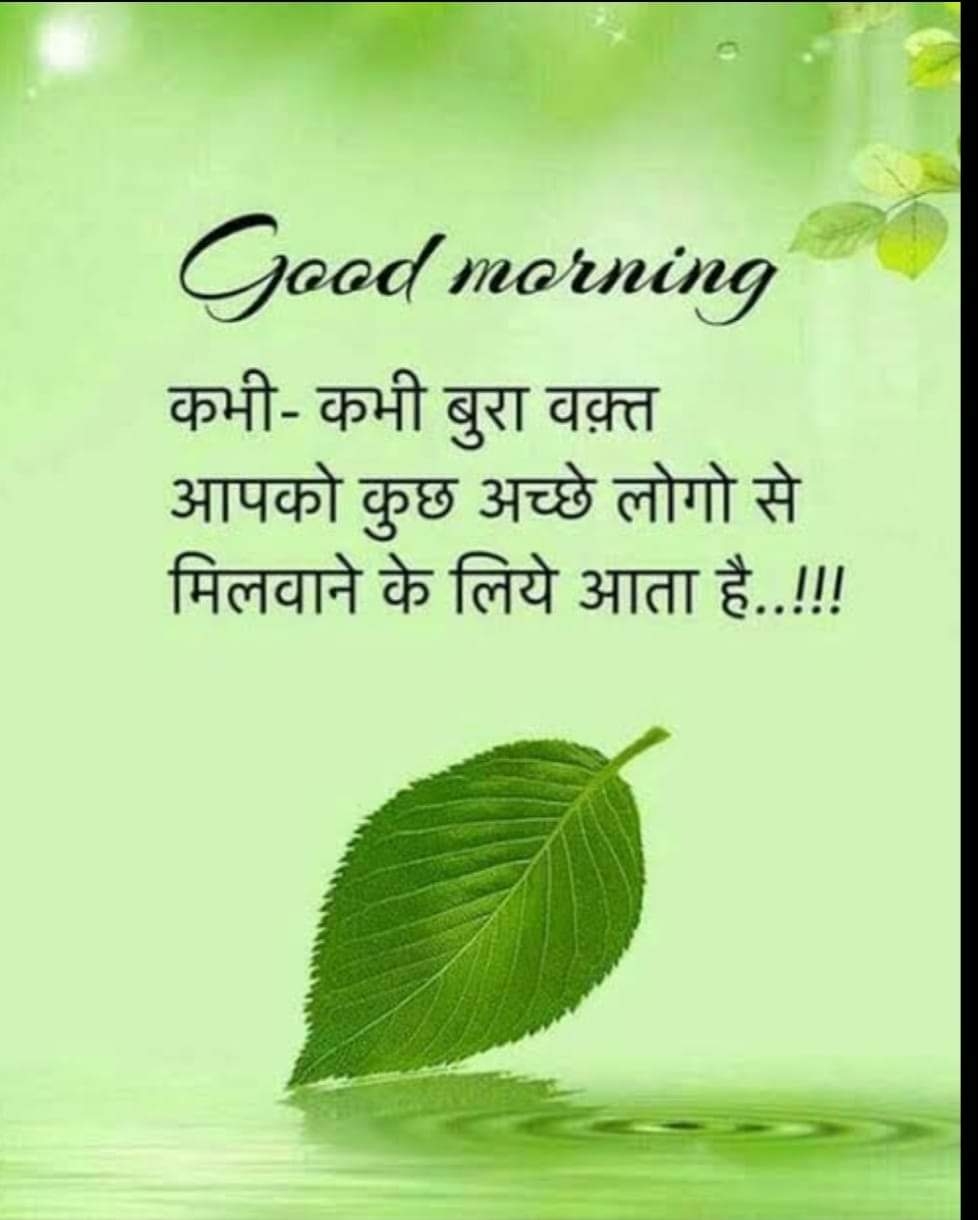 Good morning
कभी- कभी बुरा वक़्त
आपको कुछ अच्छे लोगो से
मिलवाने के लिये आता है..!!!